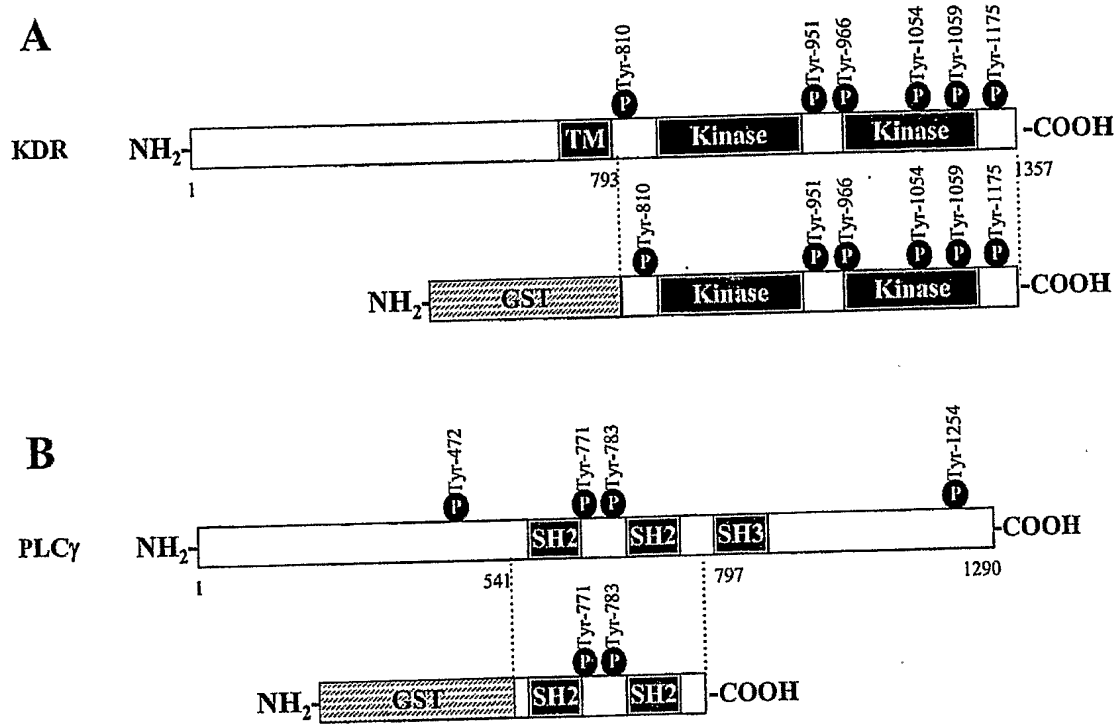 A
Tyr-810
Tyr-951
Tyr-966
Tyr-1054
Tyr-1059
Tyr-1175
P P P P P P
KDR NH2- TM Kinase Kinase -COOH
1 793 1357
Tyr-810
Tyr-951
Tyr-966
Tyr-1054
Tyr-1059
Tyr-1175
P P P P P P
NH2- GST Kinase Kinase -COOH
B
Tyr-472
Tyr-771
Tyr-783
Tyr-1254
P P P P
PLCγ NH2- SH2 SH2 SH3 -COOH
1 541 797 1290
Tyr-771
Tyr-783
P P
NH2- GST SH2 SH2 -COOH